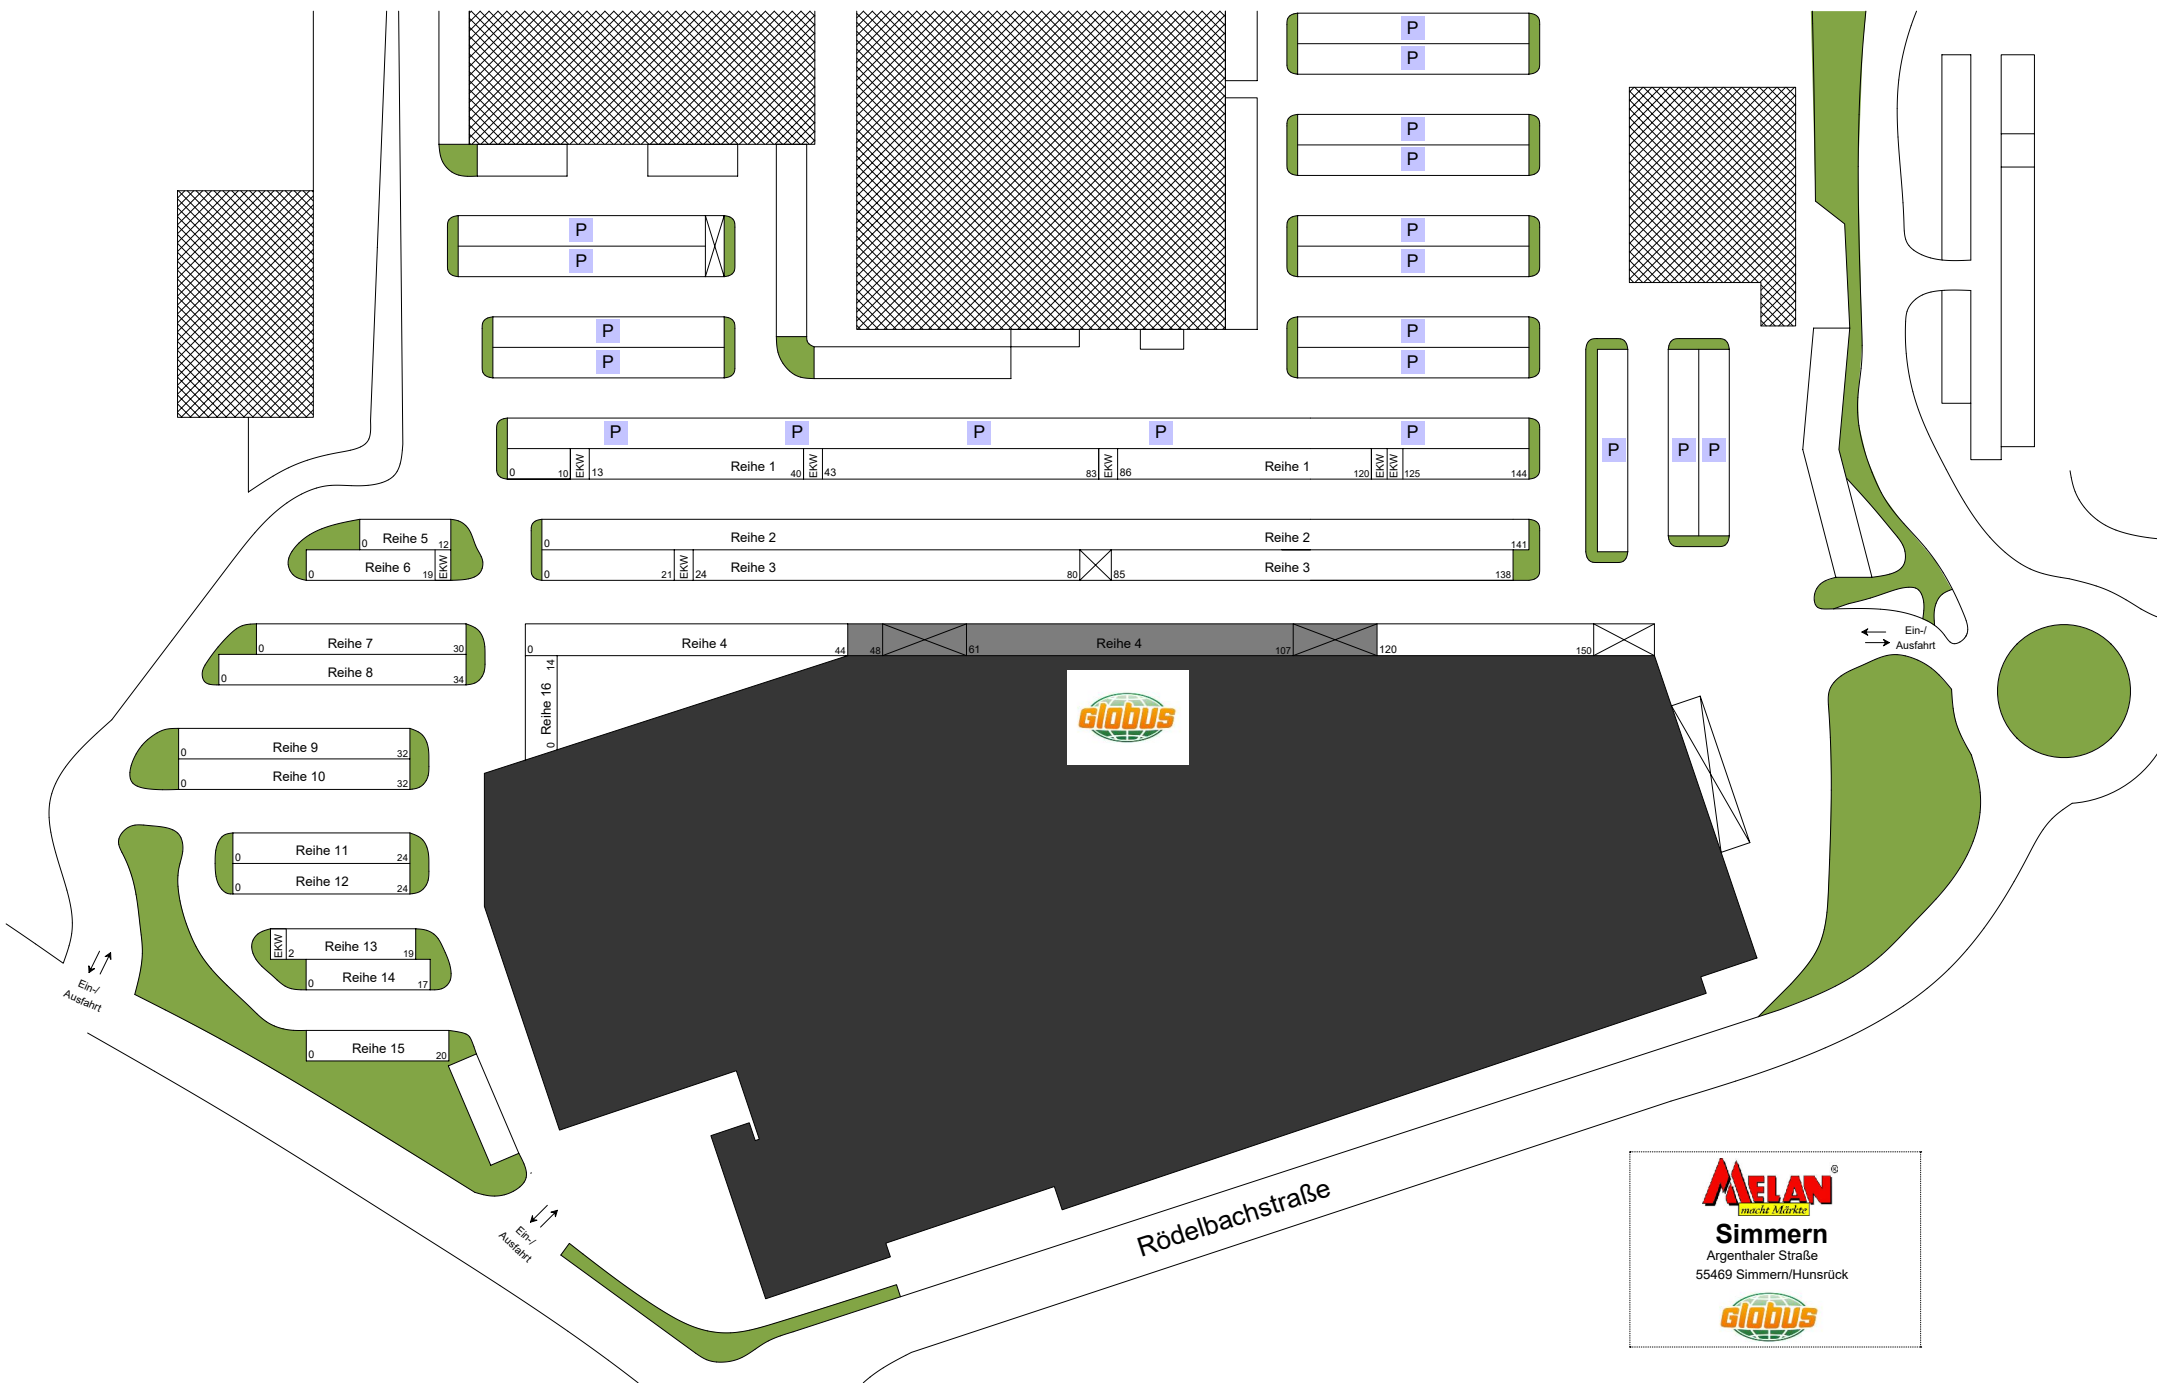 P
P
P
P
P
P
P
P
P
P
P
P
P
P
P P P P P
0 10 EKW 13 40 EKW 43 83 EKW 86 120 EKW EKW 125 144
Reihe 1 Reihe 1
P P P
Reihe 5
0 12
Reihe 6
0 19 EKW
Reihe 2 Reihe 2
0 141
Reihe 3 Reihe 3
0 21 EKW 24 80 85 138
Reihe 7
0 30
Reihe 8
0 34
Reihe 4 Reihe 4
0 44 48 61 107 120 150
Reihe 16
0 14
Ein-/
Ausfahrt
globus
Reihe 9
0 32
Reihe 10
0 32
Reihe 11
0 24
Reihe 12
0 24
Reihe 13
EKW 2 19
Reihe 14
0 17
Ein-/
Ausfahrt
Reihe 15
0 20
Ein-/
Ausfahrt
Rödelbachstraße
MELAN®
macht Märkte
Simmern
Argenthaler Straße
55469 Simmern/Hunsrück
globus